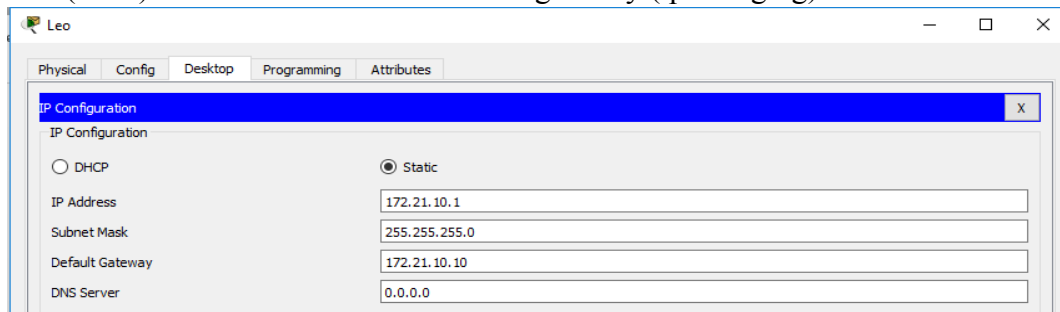 Leo
Physical Config Desktop Programming Attributes
IP Configuration X
IP Configuration
DHCP Static
IP Address 172.21.10.1
Subnet Mask 255.255.255.0
Default Gateway 172.21.10.10
DNS Server 0.0.0.0